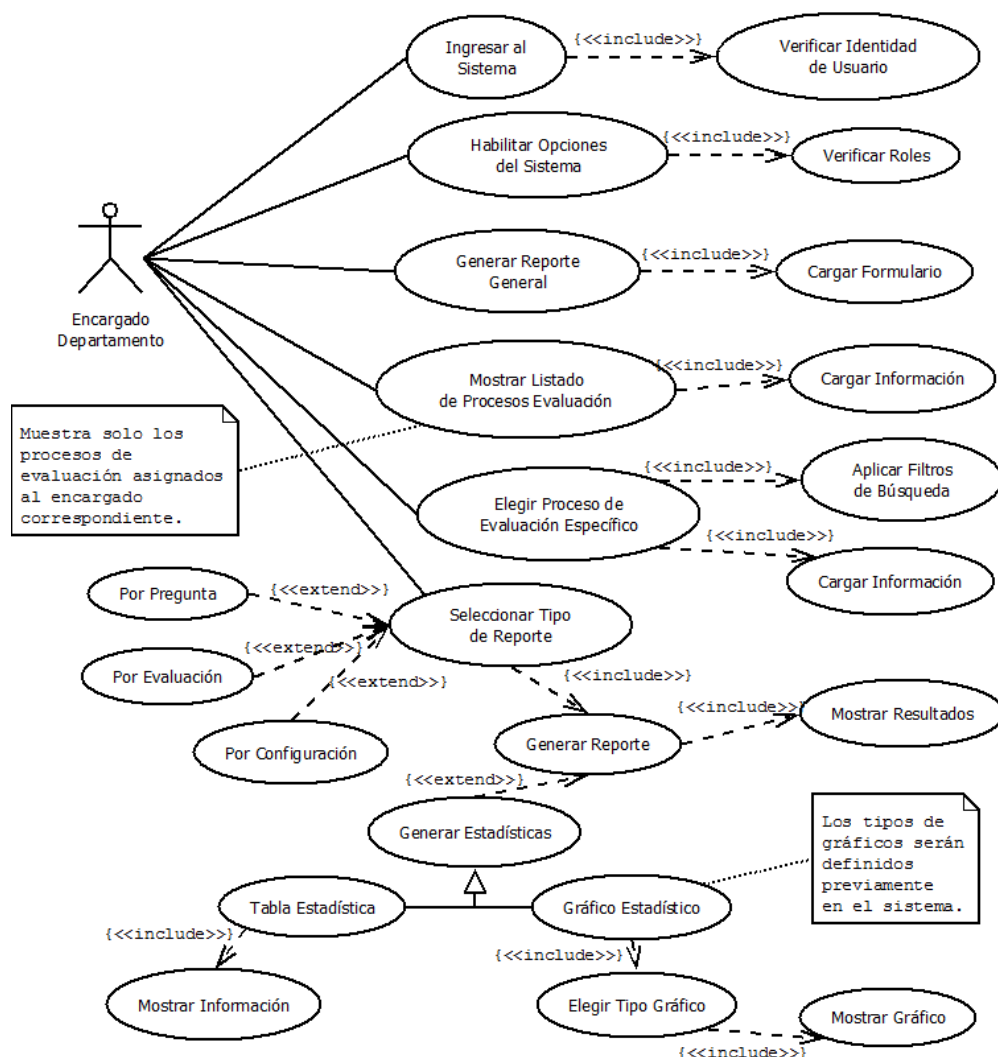 Ingresar al
Sistema
{<<include>>}
Verificar Identidad
de Usuario
Habilitar Opciones
del Sistema
{<<include>>}
Verificar Roles
Encargado
Departamento
Generar Reporte
General
{<<include>>}
Cargar Formulario
Mostrar Listado
de Procesos Evaluación
{<<include>>}
Cargar Información
Muestra solo los
procesos de
evaluación asignados
al encargado
correspondiente.
Elegir Proceso de
Evaluación Específico
{<<include>>}
Aplicar Filtros
de Búsqueda
{<<include>>}
Cargar Información
Por Pregunta
{<<extend>>}
Seleccionar Tipo
de Reporte
Por Evaluación
{<<extend>>}
{<<extend>>}
Por Configuración
{<<include>>}
Generar Reporte
{<<include>>}
Mostrar Resultados
{<<extend>>}
Generar Estadísticas
Los tipos de
gráficos serán
definidos
previamente
en el sistema.
Tabla Estadística
Gráfico Estadístico
{<<include>>}
{<<include>>}
Mostrar Información
Elegir Tipo Gráfico
Mostrar Gráfico
{<<include>>}